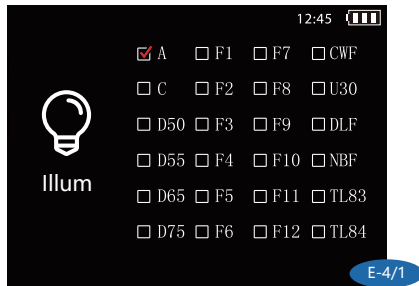 12:45
A F1 F7 CWF
C F2 F8 U30
D50 F3 F9 DLF
D55 F4 F10 NBF
D65 F5 F11 TL83
D75 F6 F12 TL84
Illum
E-4/1